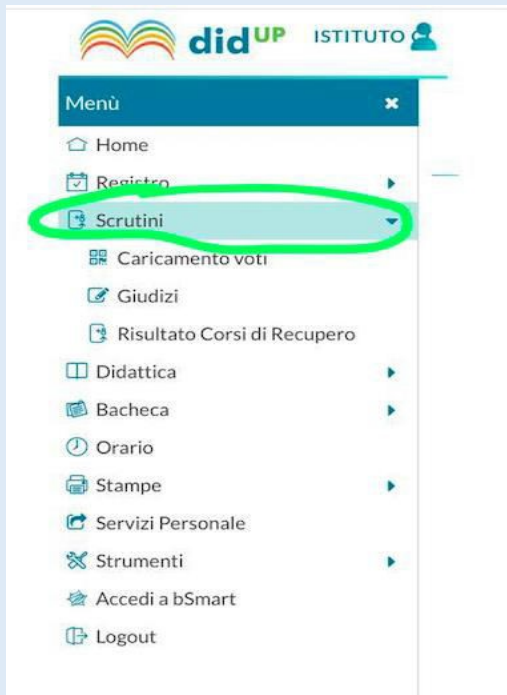 didUP ISTITUTO
Menù
Home
Registro
Scrutini
Caricamento voti
Giudizi
Risultato Corsi di Recupero
Didattica
Bacheca
Orario
Stampe
Servizi Personale
Strumenti
Accedi a bSmart
Logout